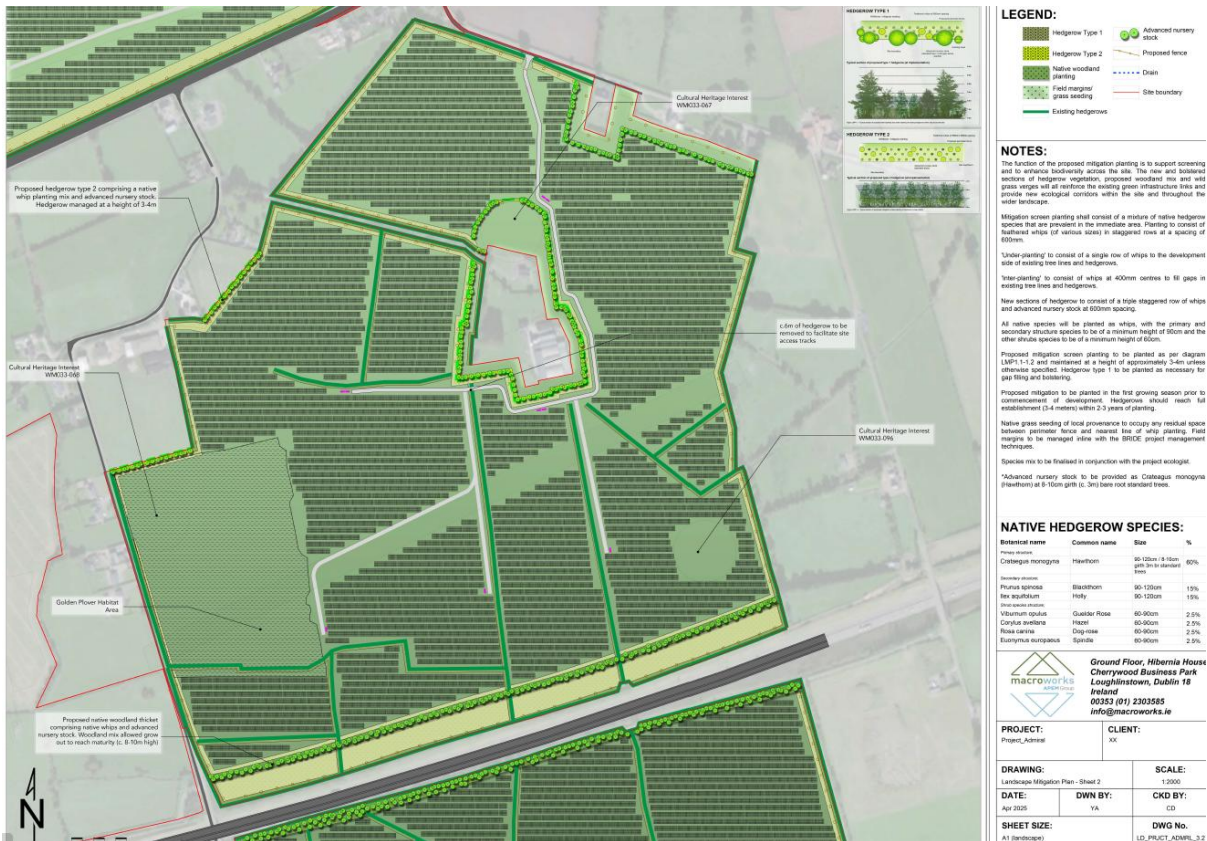 HEDGEROW TYPE 1
HEDGEROW TYPE 2
Cultural Heritage Interest
WM033-067
Proposed hedgerow type 2 comprising a native
whip planting mix and advanced nursery stock.
Hedgerow managed at a height of 3-4m
c.6m of hedgerow to be
removed to facilitate site
access tracks
Cultural Heritage Interest
WM033-068
Cultural Heritage Interest
WM033-096
Golden Plover Habitat
Area
Proposed native woodland thicket
comprising native whips and advanced
nursery stock. Woodland mix allowed grow
out to reach maturity (c. 8-10m high)
N
LEGEND:
Hedgerow Type 1
Advanced nursery
stock
Hedgerow Type 2
Proposed fence
Native woodland
planting
Drain
Field margins/
grass seeding
Site boundary
Existing hedgerows
NOTES:
The function of the proposed mitigation planting is to support screening
and to enhance biodiversity across the site. The new and bolstered
sections of hedgerow vegetation, proposed woodland mix and wild
grass verges will all reinforce the existing green infrastructure links and
provide new ecological corridors within the site and throughout the
wider landscape.
Mitigation screen planting shall consist of a mixture of native hedgerow
species that are prevalent in the immediate area. Planting to consist of
feathered whips (of various sizes) in staggered rows at a spacing of
600mm.
'Under-planting' to consist of a single row of whips to the development
side of existing tree lines and hedgerows.
'Inter-planting' to consist of whips at 400mm centres to fill gaps in
existing tree lines and hedgerows.
New sections of hedgerow to consist of a triple staggered row of whips
and advanced nursery stock at 600mm spacing.
All native species will be planted as whips, with the primary and
secondary structure species to be of a minimum height of 90cm and the
other shrubs species to be of a minimum height of 60cm.
Proposed mitigation screen planting to be planted as per diagram
LMP1.1-1.2 and maintained at a height of approximately 3-4m unless
otherwise specified. Hedgerow type 1 to be planted as necessary for
gap filling and bolstering.
Proposed mitigation to be planted in the first growing season prior to
commencement of development. Hedgerows should reach full
establishment (3-4 meters) within 2-3 years of planting.
Native grass seeding of local provenance to occupy any residual space
between perimeter fence and nearest line of whip planting. Field
margins to be managed inline with the BRIDE project management
techniques.
Species mix to be finalised in conjunction with the project ecologist.
*Advanced nursery stock to be provided as Crateagus monogyna
(Hawthorn) at 8-10cm girth (c. 3m) bare root standard trees.
NATIVE HEDGEROW SPECIES:
Botanical name Common name Size %
Primary structure
Crataegus monogyna Hawthorn 90-120cm / 8-10cm girth 3m br standard trees 60%
Secondary structure
Prunus spinosa Blackthorn 90-120cm 15%
Ilex aquifolium Holly 90-120cm 15%
Shrub species structure
Viburnum opulus Guelder Rose 60-90cm 2.5%
Corylus avellana Hazel 60-90cm 2.5%
Rosa canina Dog-rose 60-90cm 2.5%
Euonymus europaeus Spindle 60-90cm 2.5%
macroworks
APEM Group
Ground Floor, Hibernia House
Cherrywood Business Park
Loughlinstown, Dublin 18
Ireland
00353 (01) 2303585
info@macroworks.ie
PROJECT:
Project_Admiral
CLIENT:
XX
DRAWING:
Landscape Mitigation Plan - Sheet 2
SCALE:
1:2000
DATE:
Apr 2025
DWN BY:
YA
CKD BY:
CD
SHEET SIZE:
A1 (landscape)
DWG No.
LD_PRJCT_ADMRL_3.2